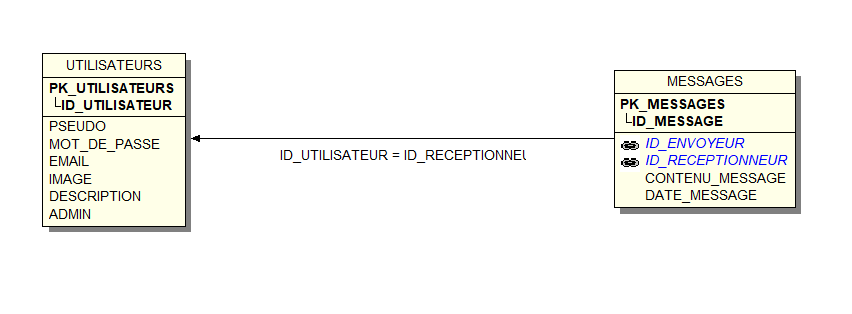 UTILISATEURS
PK_UTILISATEURS
ID_UTILISATEUR
PSEUDO
MOT_DE_PASSE
EMAIL
IMAGE
DESCRIPTION
ADMIN
ID_UTILISATEUR = ID_RECEPTIONNEU
MESSAGES
PK_MESSAGES
ID_MESSAGE
ID_ENVOYEUR
ID_RECEPTIONNEUR
CONTENU_MESSAGE
DATE_MESSAGE